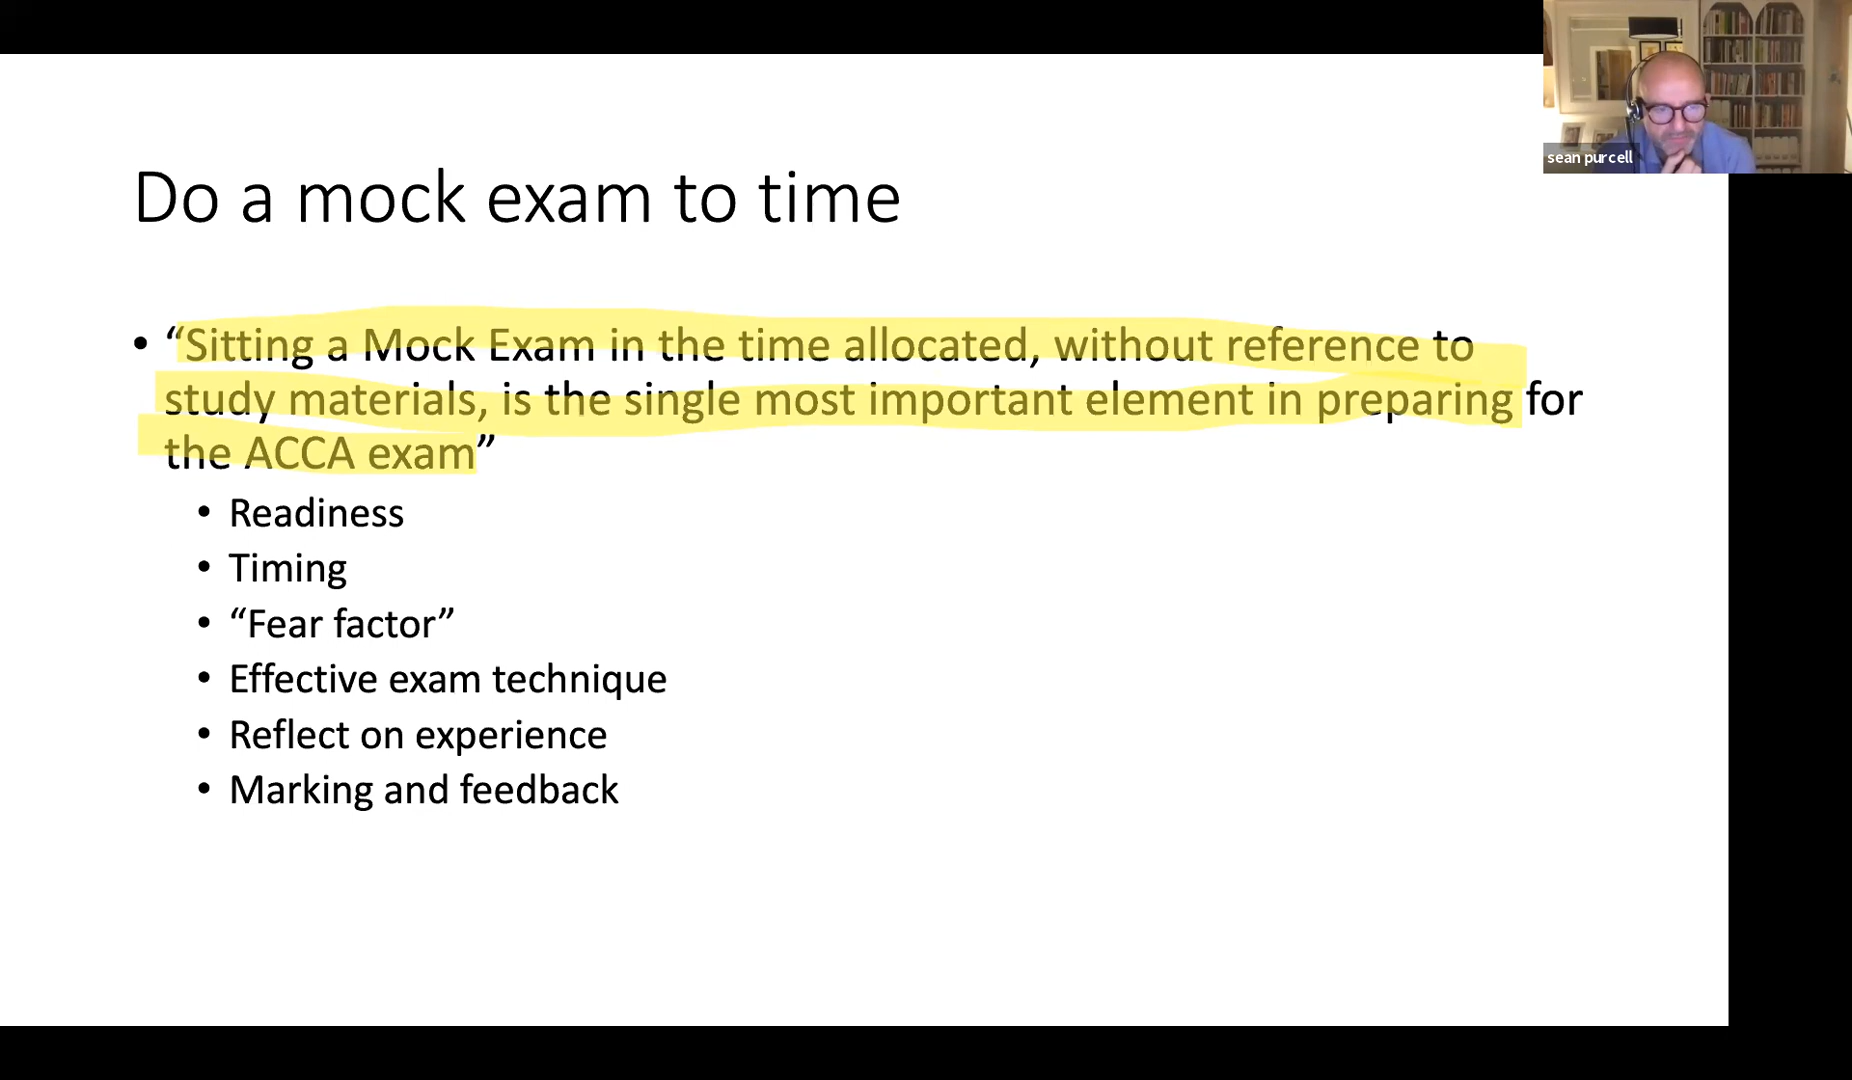 sean purcell
Do a mock exam to time
• “Sitting a Mock Exam in the time allocated, without reference to
study materials, is the single most important element in preparing for
the ACCA exam”
• Readiness
• Timing
• “Fear factor”
• Effective exam technique
• Reflect on experience
• Marking and feedback